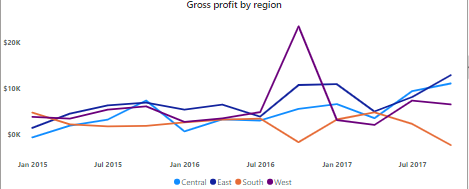 Gross profit by region
$20K
$10K
$0K
Jan 2015 Jul 2015 Jan 2016 Jul 2016 Jan 2017 Jul 2017
Central East South West